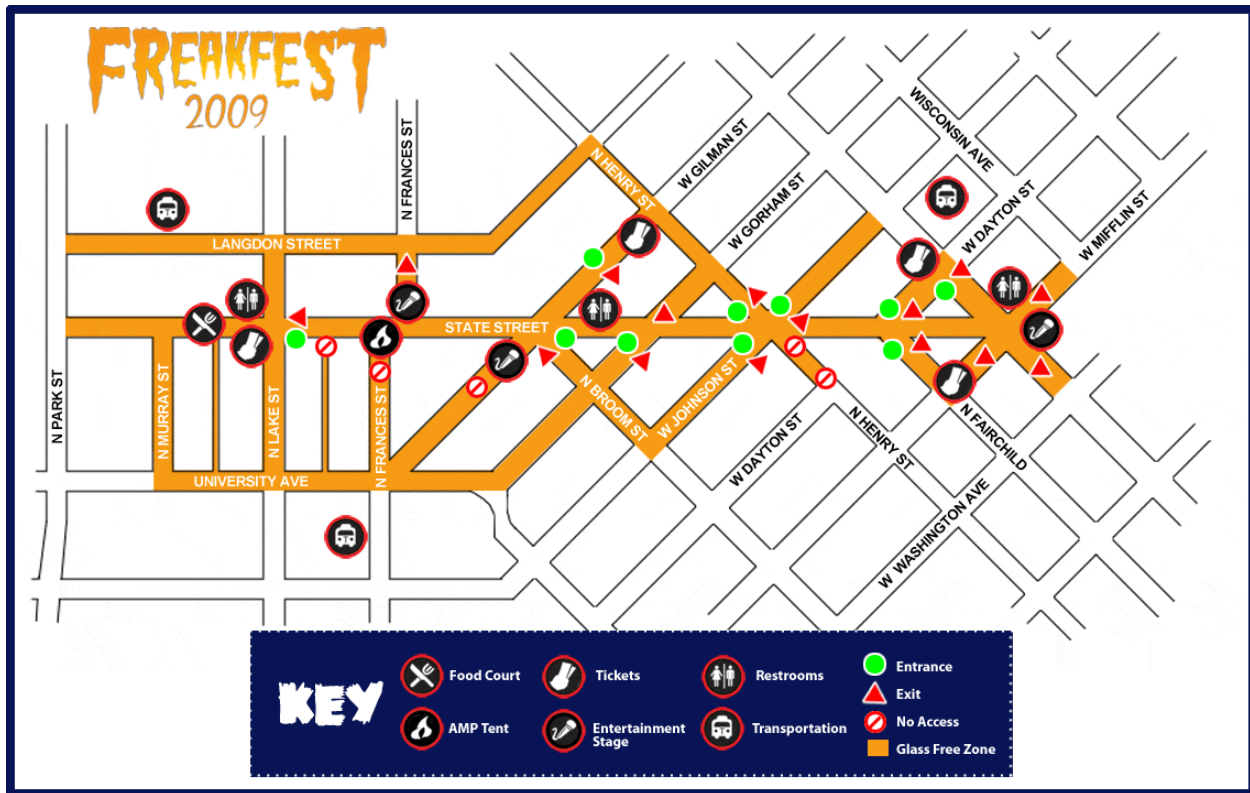 FREAKFEST
2009
N FRANCES ST
WISCONSIN AVE
W GILMAN ST
N HENRY ST
W GORHAM ST
W DAYTON ST
W MIFFLIN ST
LANGDON STREET
STATE STREET
N PARK ST
N MURRAY ST
N LAKE ST
N FRANCES ST
N BROOM ST
W JOHNSON ST
W DAYTON ST
N HENRY ST
N FAIRCHILD
W WASHINGTON AVE
UNIVERSITY AVE
KEY
Food Court
Tickets
Restrooms
Entrance
Exit
AMP Tent
Entertainment
Stage
Transportation
No Access
Glass Free Zone